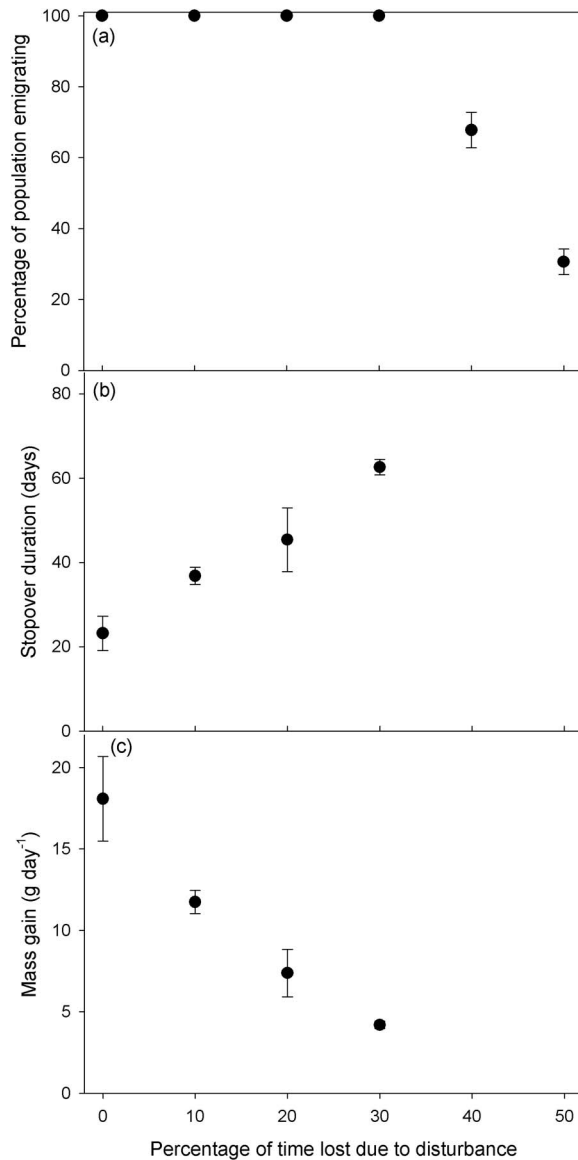 (a)
100
80
60
40
20
0
Percentage of population emigrating
(b)
80
60
40
20
0
Stopover duration (days)
(c)
20
15
10
5
0
Mass gain (g day⁻¹)
0 10 20 30 40 50
Percentage of time lost due to disturbance